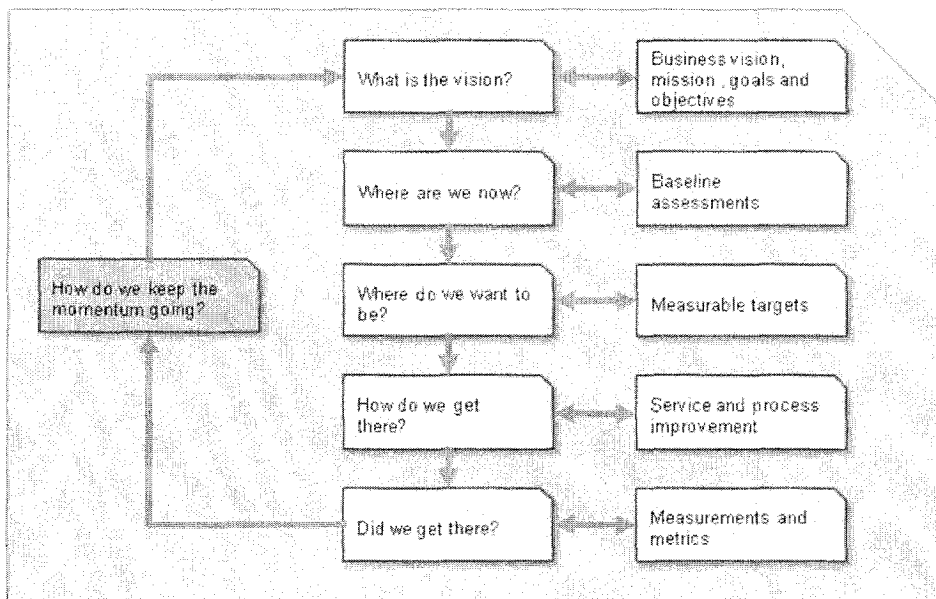 What is the vision?
Business vision,
mission , goals and
objectives
Where are we now?
Baseline
assessments
How do we keep the
momentum going?
Where do we want to
be?
Measurable targets
How do we get
there?
Service and process
improvement
Did we get there?
Measurements and
metrics